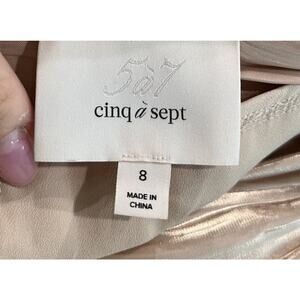 5à7
cinq à sept
8
MADE IN
CHINA